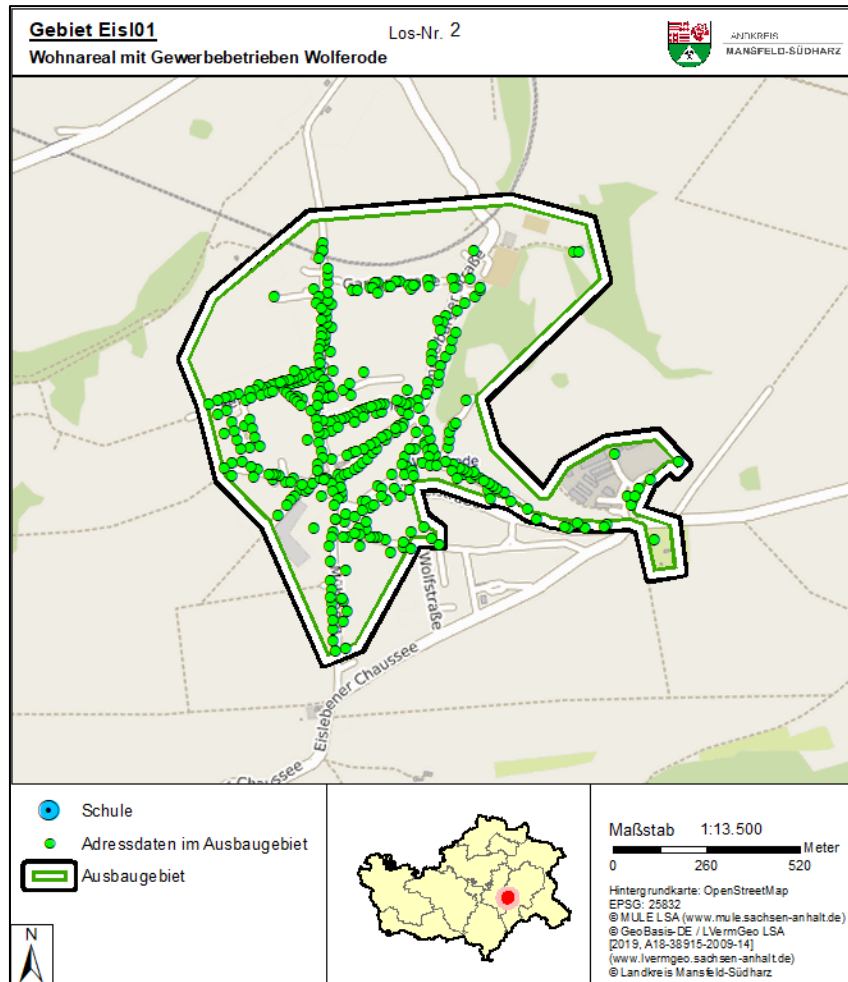 Gebiet Eisl01
Los-Nr. 2
Wohnareal mit Gewerbebetrieben Wolferode
ANDKREIS
MANSFELD-SÜDHARZ
Wolfstraße
Eislebener Chaussee
Chaussee
Schule
Adressdaten im Ausbaugebiet
Ausbaugebiet
N
Maßstab 1:13.500
Meter
0 260 520
Hintergrundkarte: OpenStreetMap
EPSG: 25832
© MULE LSA (www.mule.sachsen-anhalt.de)
© GeoBasis-DE / LVermGeo LSA
[2019, A18-38915-2009-14]
(www.lvermgeo.sachsen-anhalt.de)
© Landkreis Mansfeld-Südharz